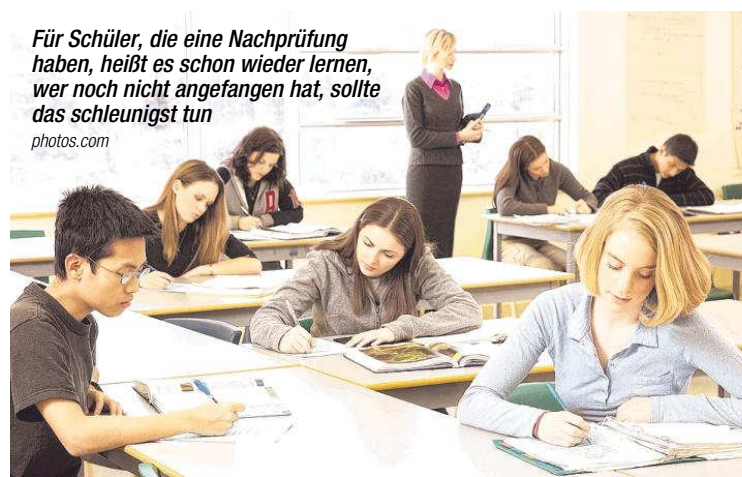 Für Schüler, die eine Nachprüfung
haben, heißt es schon wieder lernen,
wer noch nicht angefangen hat, sollte
das schleunigst tun
photos.com